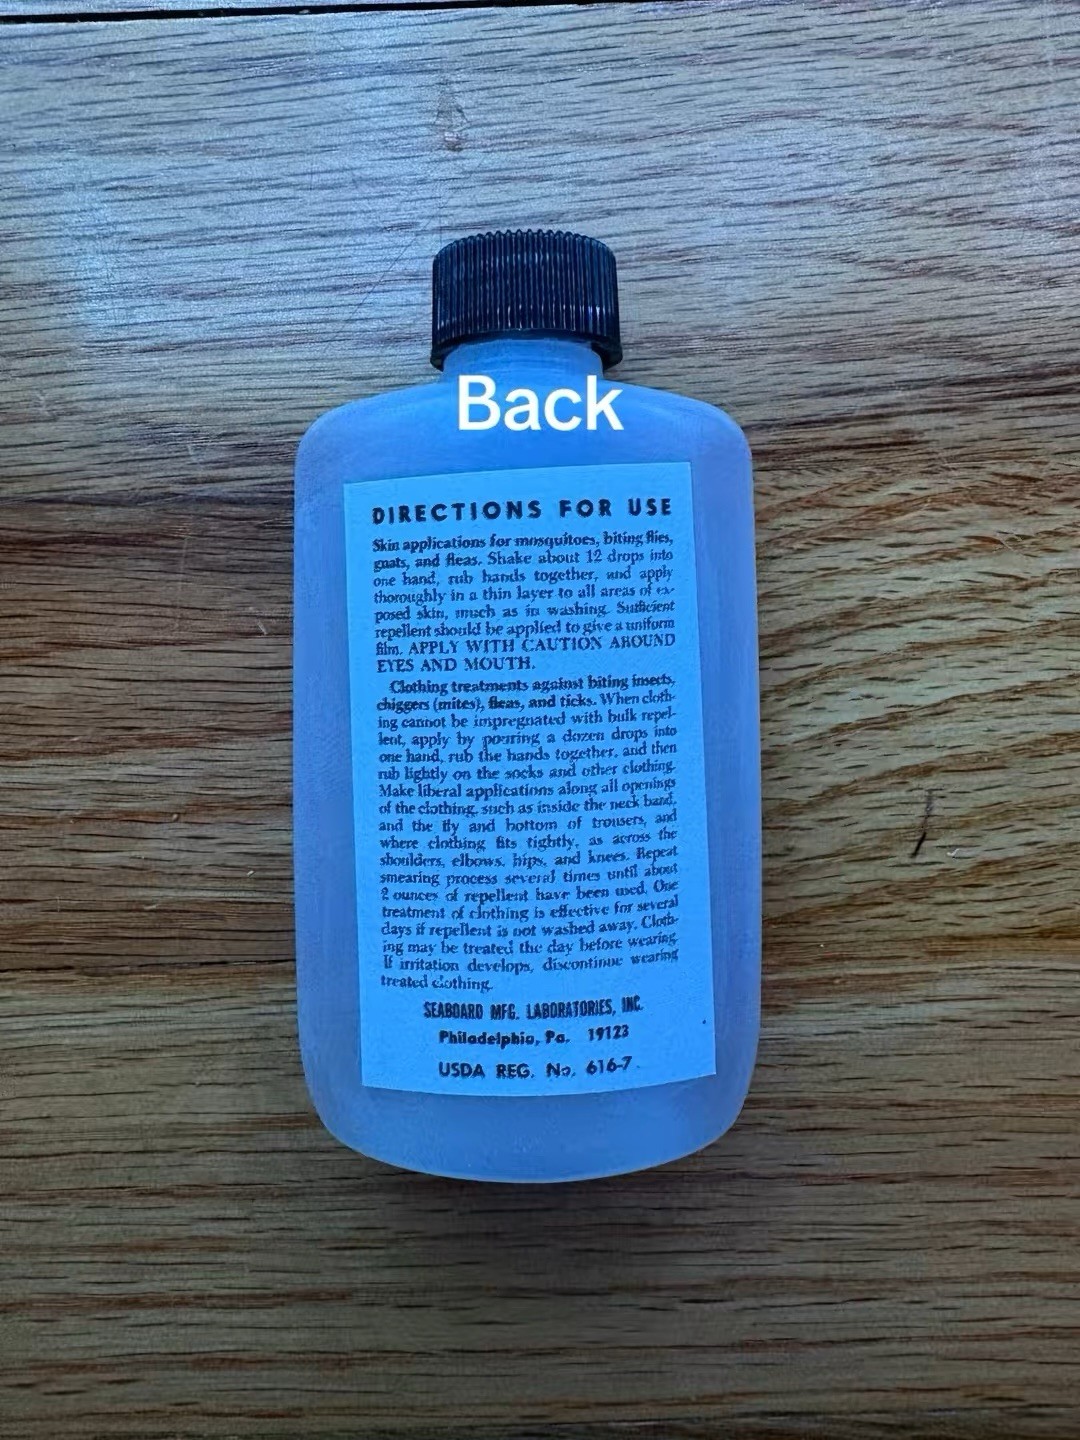 Back
DIRECTIONS FOR USE
Skin applications for mosquitoes, biting flies,
gnats, and fleas. Shake about 12 drops into
one hand, rub hands together, and apply
thoroughly in a thin layer to all areas of ex-
posed skin, much as in washing. Sufficient
repellent should be applied to give a uniform
film. APPLY WITH CAUTION AROUND
EYES AND MOUTH.
Clothing treatments against biting insects,
chiggers (mites), fleas, and ticks. When cloth-
ing cannot be impregnated with bulk repel-
lent, apply by pouring a dozen drops into
one hand, rub the hands together, and then
rub lightly on the socks and other clothing.
Make liberal applications along all openings
of the clothing, such as inside the neck band,
and the fly and bottom of trousers, and
where clothing fits tightly, as across the
shoulders, elbows, hips, and knees. Repeat
smearing process several times until about
2 ounces of repellent have been used. One
treatment of clothing is effective for several
days if repellent is not washed away. Cloth-
ing may be treated the day before wearing.
If irritation develops, discontinue wearing
treated clothing.
SEABOARD MFG. LABORATORIES, INC.
Philadelphia, Pa. 19123
USDA REG. No. 616-7